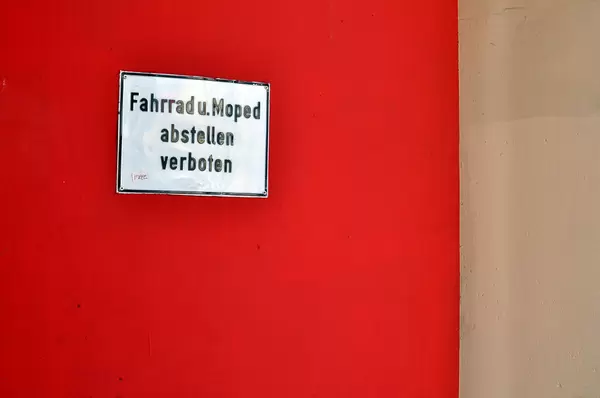 Fahrrad u. Moped
abstellen
verboten